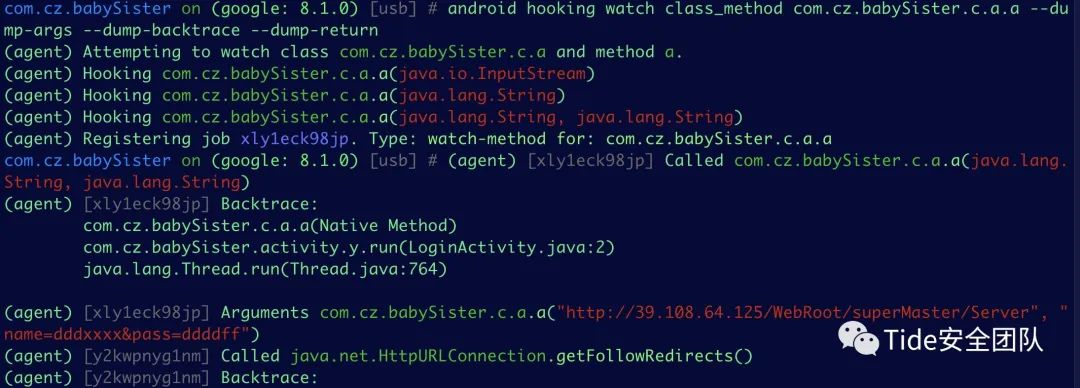 com.cz.babySister on (google: 8.1.0) [usb] # android hooking watch class_method com.cz.babySister.c.a.a --du
mp-args --dump-backtrace --dump-return
(agent) Attempting to watch class com.cz.babySister.c.a and method a.
(agent) Hooking com.cz.babySister.c.a.a(java.io.InputStream)
(agent) Hooking com.cz.babySister.c.a.a(java.lang.String)
(agent) Hooking com.cz.babySister.c.a.a(java.lang.String, java.lang.String)
(agent) Registering job xly1eck98jp. Type: watch-method for: com.cz.babySister.c.a.a
com.cz.babySister on (google: 8.1.0) [usb] # (agent) [xly1eck98jp] Called com.cz.babySister.c.a.a(java.lang.
String, java.lang.String)
(agent) [xly1eck98jp] Backtrace:
com.cz.babySister.c.a.a(Native Method)
com.cz.babySister.activity.y.run(LoginActivity.java:2)
java.lang.Thread.run(Thread.java:764)
(agent) [xly1eck98jp] Arguments com.cz.babySister.c.a.a("http://39.108.64.125/WebRoot/superMaster/Server", "
name=dddxxxx&pass=ddddff")
(agent) [y2kwpnyg1nm] Called java.net.HttpURLConnection.getFollowRedirects()
(agent) [y2kwpnyg1nm] Backtrace:
Tide安全团队